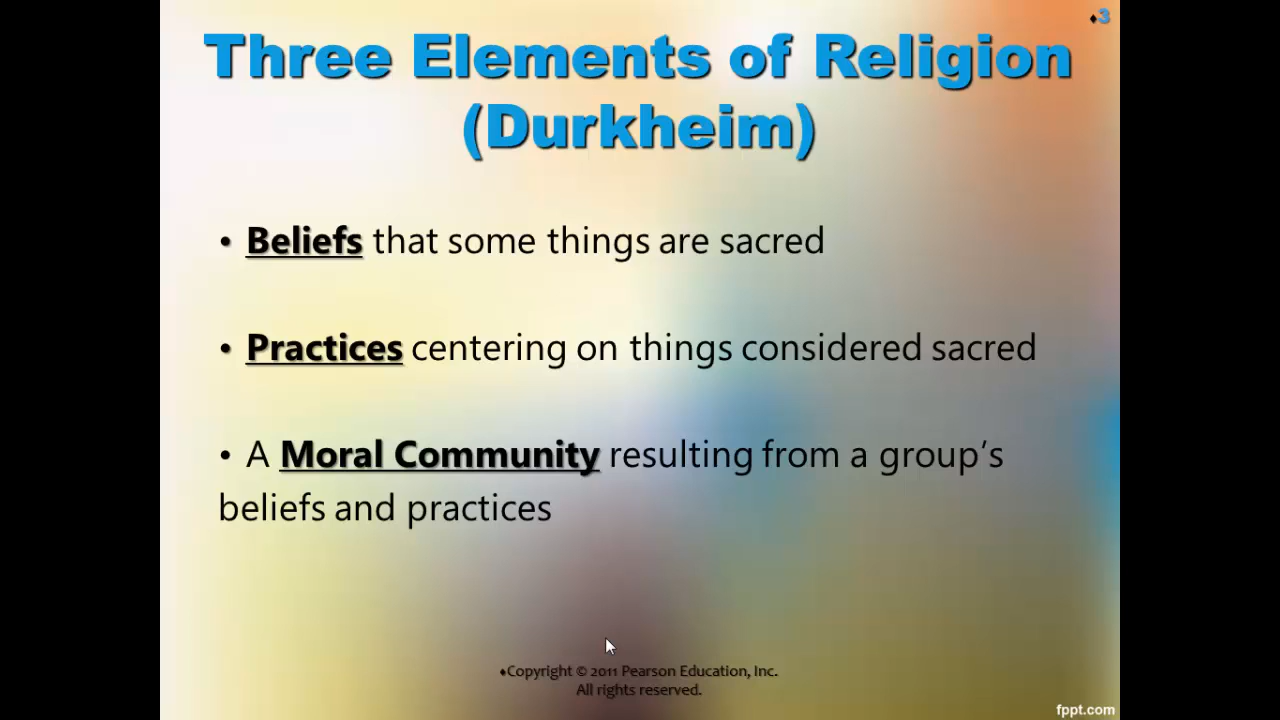 ♦3
Three Elements of Religion
(Durkheim)
• Beliefs that some things are sacred
• Practices centering on things considered sacred
• A Moral Community resulting from a group’s
beliefs and practices
♦Copyright © 2011 Pearson Education, Inc.
All rights reserved.
fppt.com